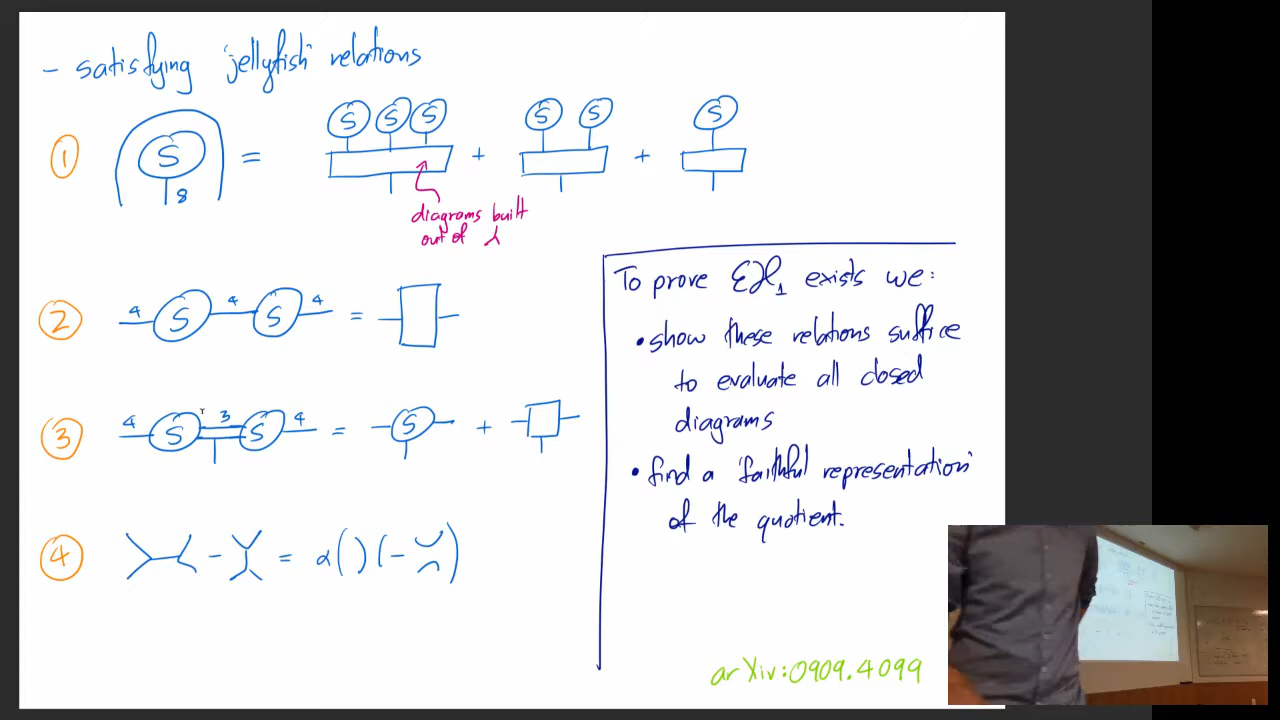 - satisfying 'jellyfish' relations
① S 8 = S S S + S S + S
diagrams built
out of ⅄
② 4 S 4 S 4 =
③ 4 S 3 S 4 = S +
④ - = α( )( - )
To prove EH₁ exists we:
• show these relations suffice
to evaluate all closed
diagrams
• find a 'faithful representation'
of the quotient.
arXiv:0909.4099